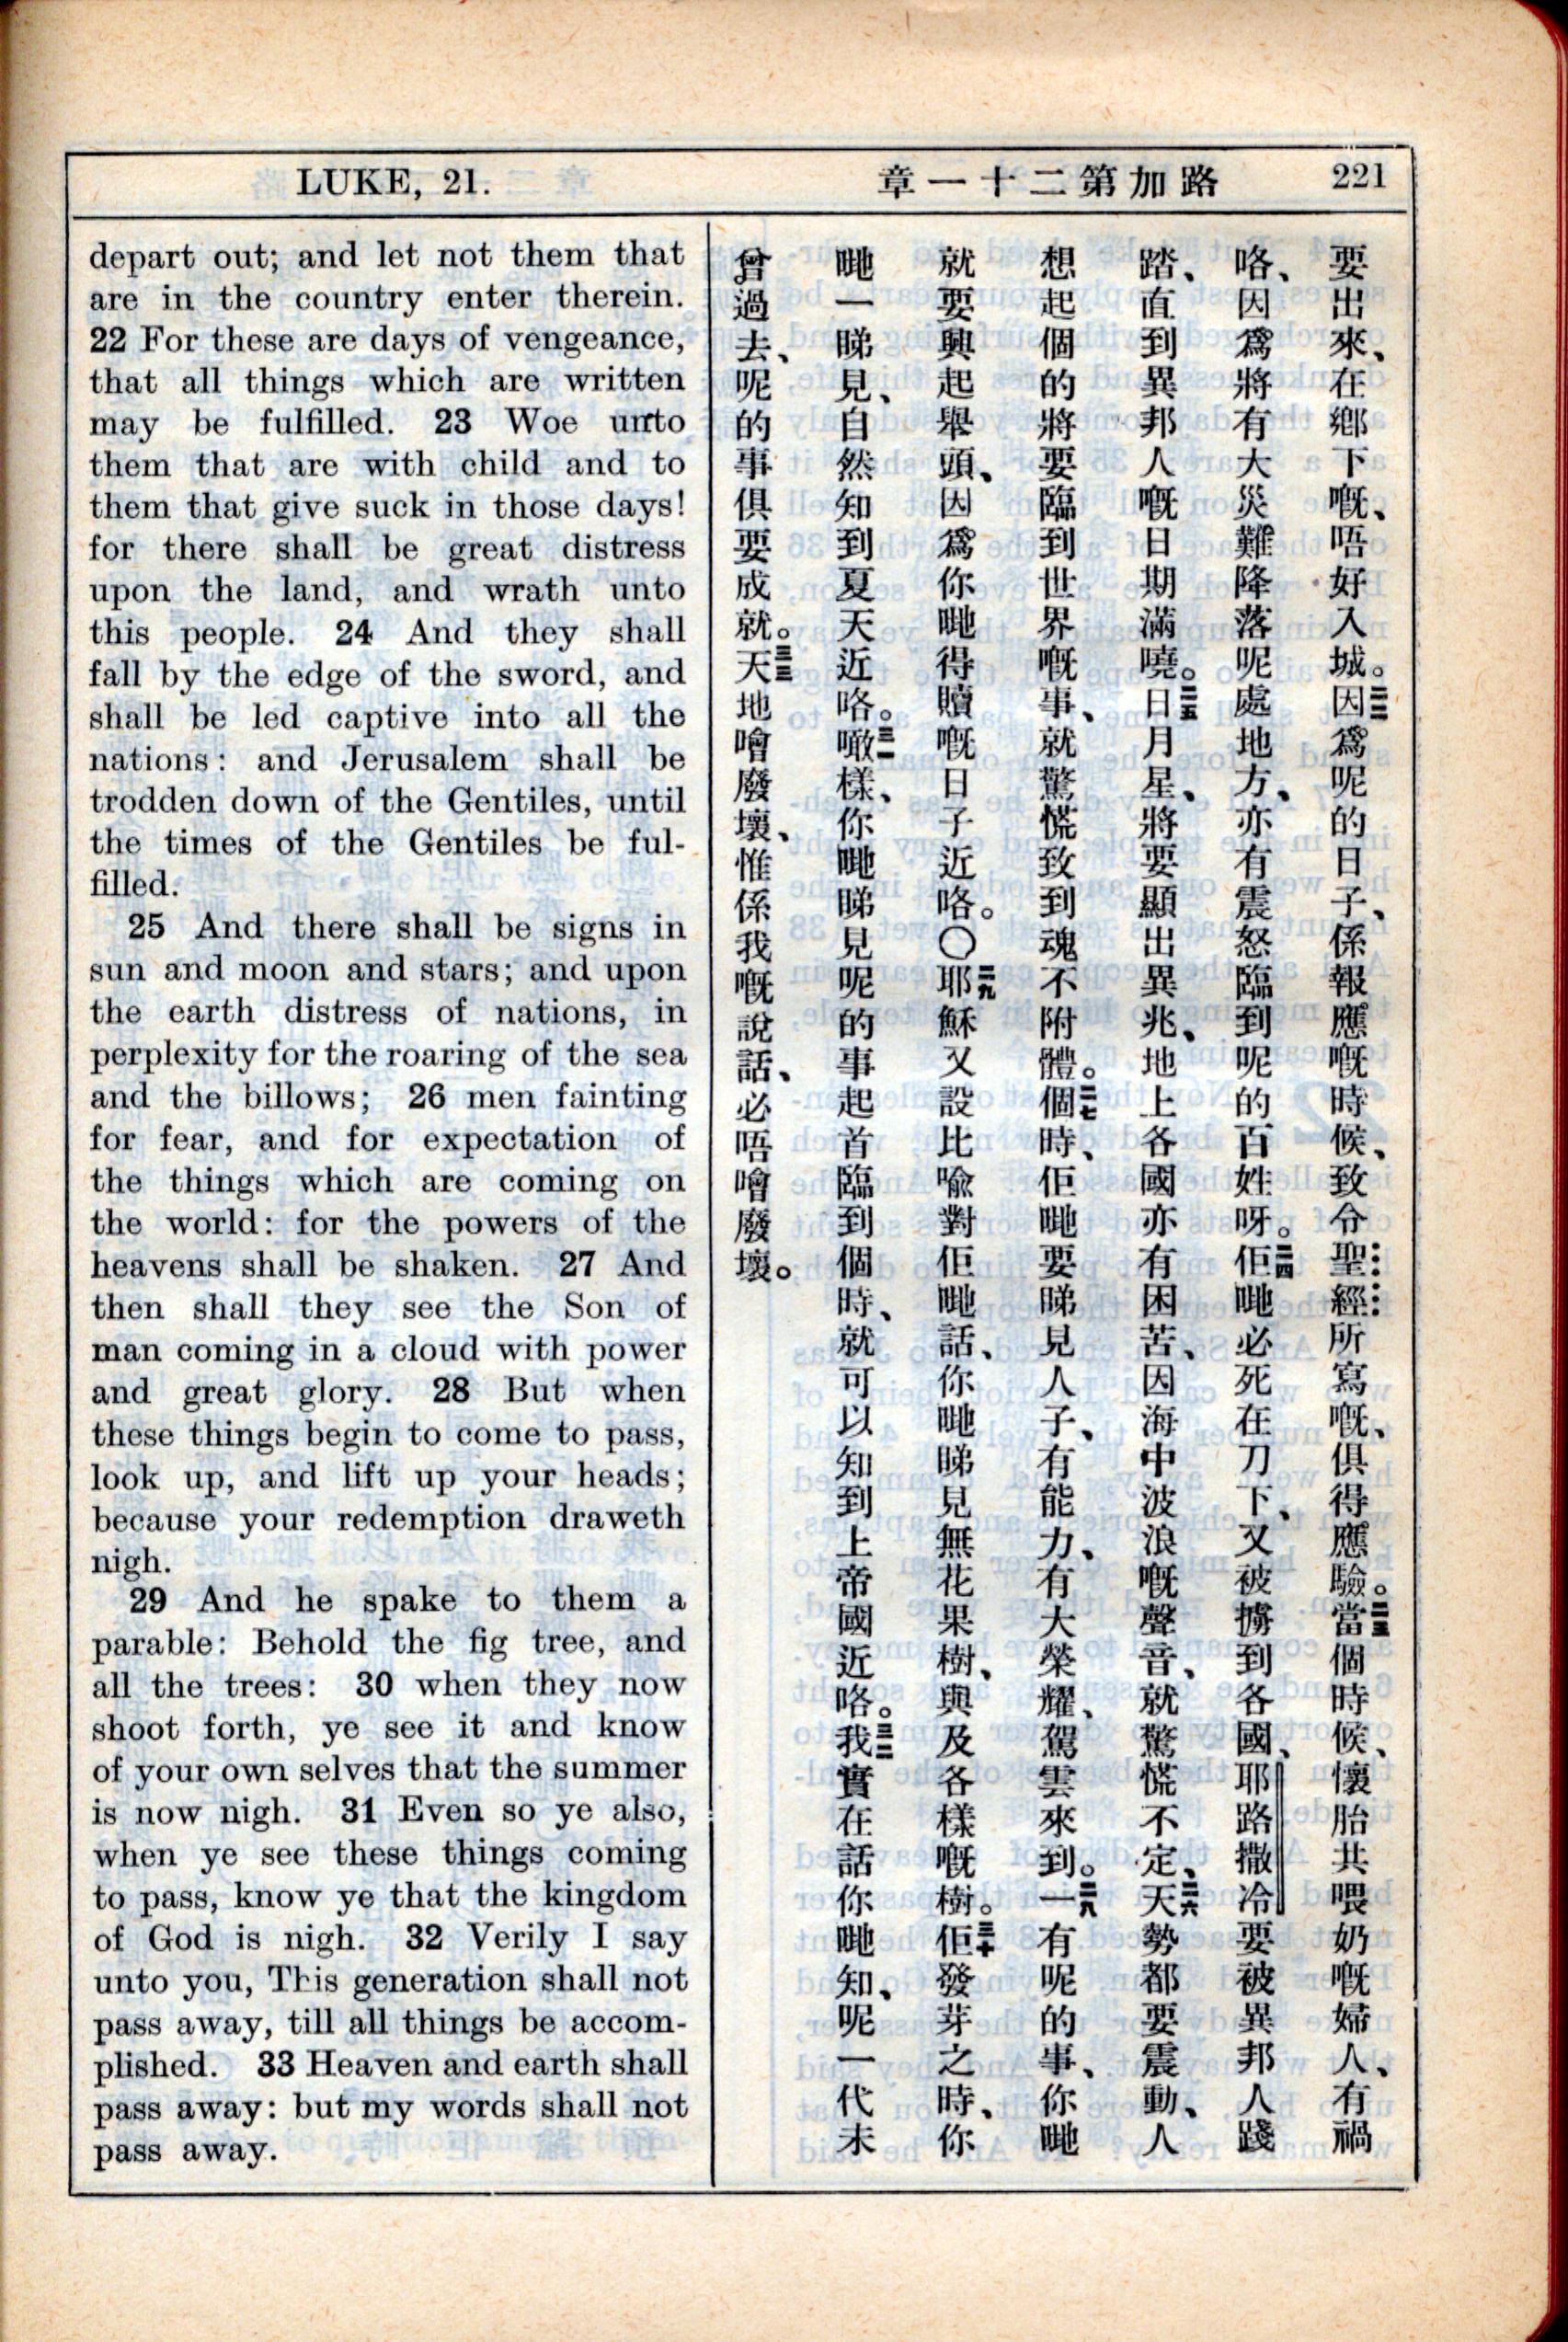 LUKE, 21.
路加第二十一章
221
depart out; and let not them that
are in the country enter therein.
22 For these are days of vengeance,
that all things which are written
may be fulfilled. 23 Woe unto
them that are with child and to
them that give suck in those days!
for there shall be great distress
upon the land, and wrath unto
this people. 24 And they shall
fall by the edge of the sword, and
shall be led captive into all the
nations: and Jerusalem shall be
trodden down of the Gentiles, until
the times of the Gentiles be ful-
filled.
25 And there shall be signs in
sun and moon and stars; and upon
the earth distress of nations, in
perplexity for the roaring of the sea
and the billows; 26 men fainting
for fear, and for expectation of
the things which are coming on
the world: for the powers of the
heavens shall be shaken. 27 And
then shall they see the Son of
man coming in a cloud with power
and great glory. 28 But when
these things begin to come to pass,
look up, and lift up your heads;
because your redemption draweth
nigh.
29 And he spake to them a
parable: Behold the fig tree, and
all the trees: 30 when they now
shoot forth, ye see it and know
of your own selves that the summer
is now nigh. 31 Even so ye also,
when ye see these things coming
to pass, know ye that the kingdom
of God is nigh. 32 Verily I say
unto you, This generation shall not
pass away, till all things be accom-
plished. 33 Heaven and earth shall
pass away: but my words shall not
pass away.
要出來、在鄉下嘅、唔好入城。二二因爲呢的日子、係報應嘅時候、致令聖經所寫嘅、俱得應驗。二三當個時候、懷胎共喂奶嘅婦人、有禍
咯、因爲將有大災難降落呢處地方、亦有震怒臨到呢的百姓呀。二四佢哋必死在刀下、又被擄到各國、耶路撒冷要被異邦人踐
踏、直到異邦人嘅日期滿嘵。二五日月星、將要顯出異兆、地上各國亦有困苦、因海中波浪嘅聲音、就驚慌不定、二六天勢都要震動、人
想起個的將要臨到世界嘅事、就驚慌致到魂不附體。二七個時、佢哋要睇見人子、有能力、有大榮耀、駕雲來到。二八一有呢的事、你哋
就要興起舉頭、因爲你哋得贖嘅日子近咯。〇二九耶穌又設比喻對佢哋話、你哋睇見無花果樹、與及各樣嘅樹。三十佢發芽之時、你
哋一睇見、自然知到夏天近咯。三一噉樣、你哋睇見呢的事起首臨到個時、就可以知到上帝國近咯。三二我實在話你哋知、呢一代未
曾過去、呢的事俱要成就。三三天地噲廢壞、惟係我嘅說話、必唔噲廢壞。